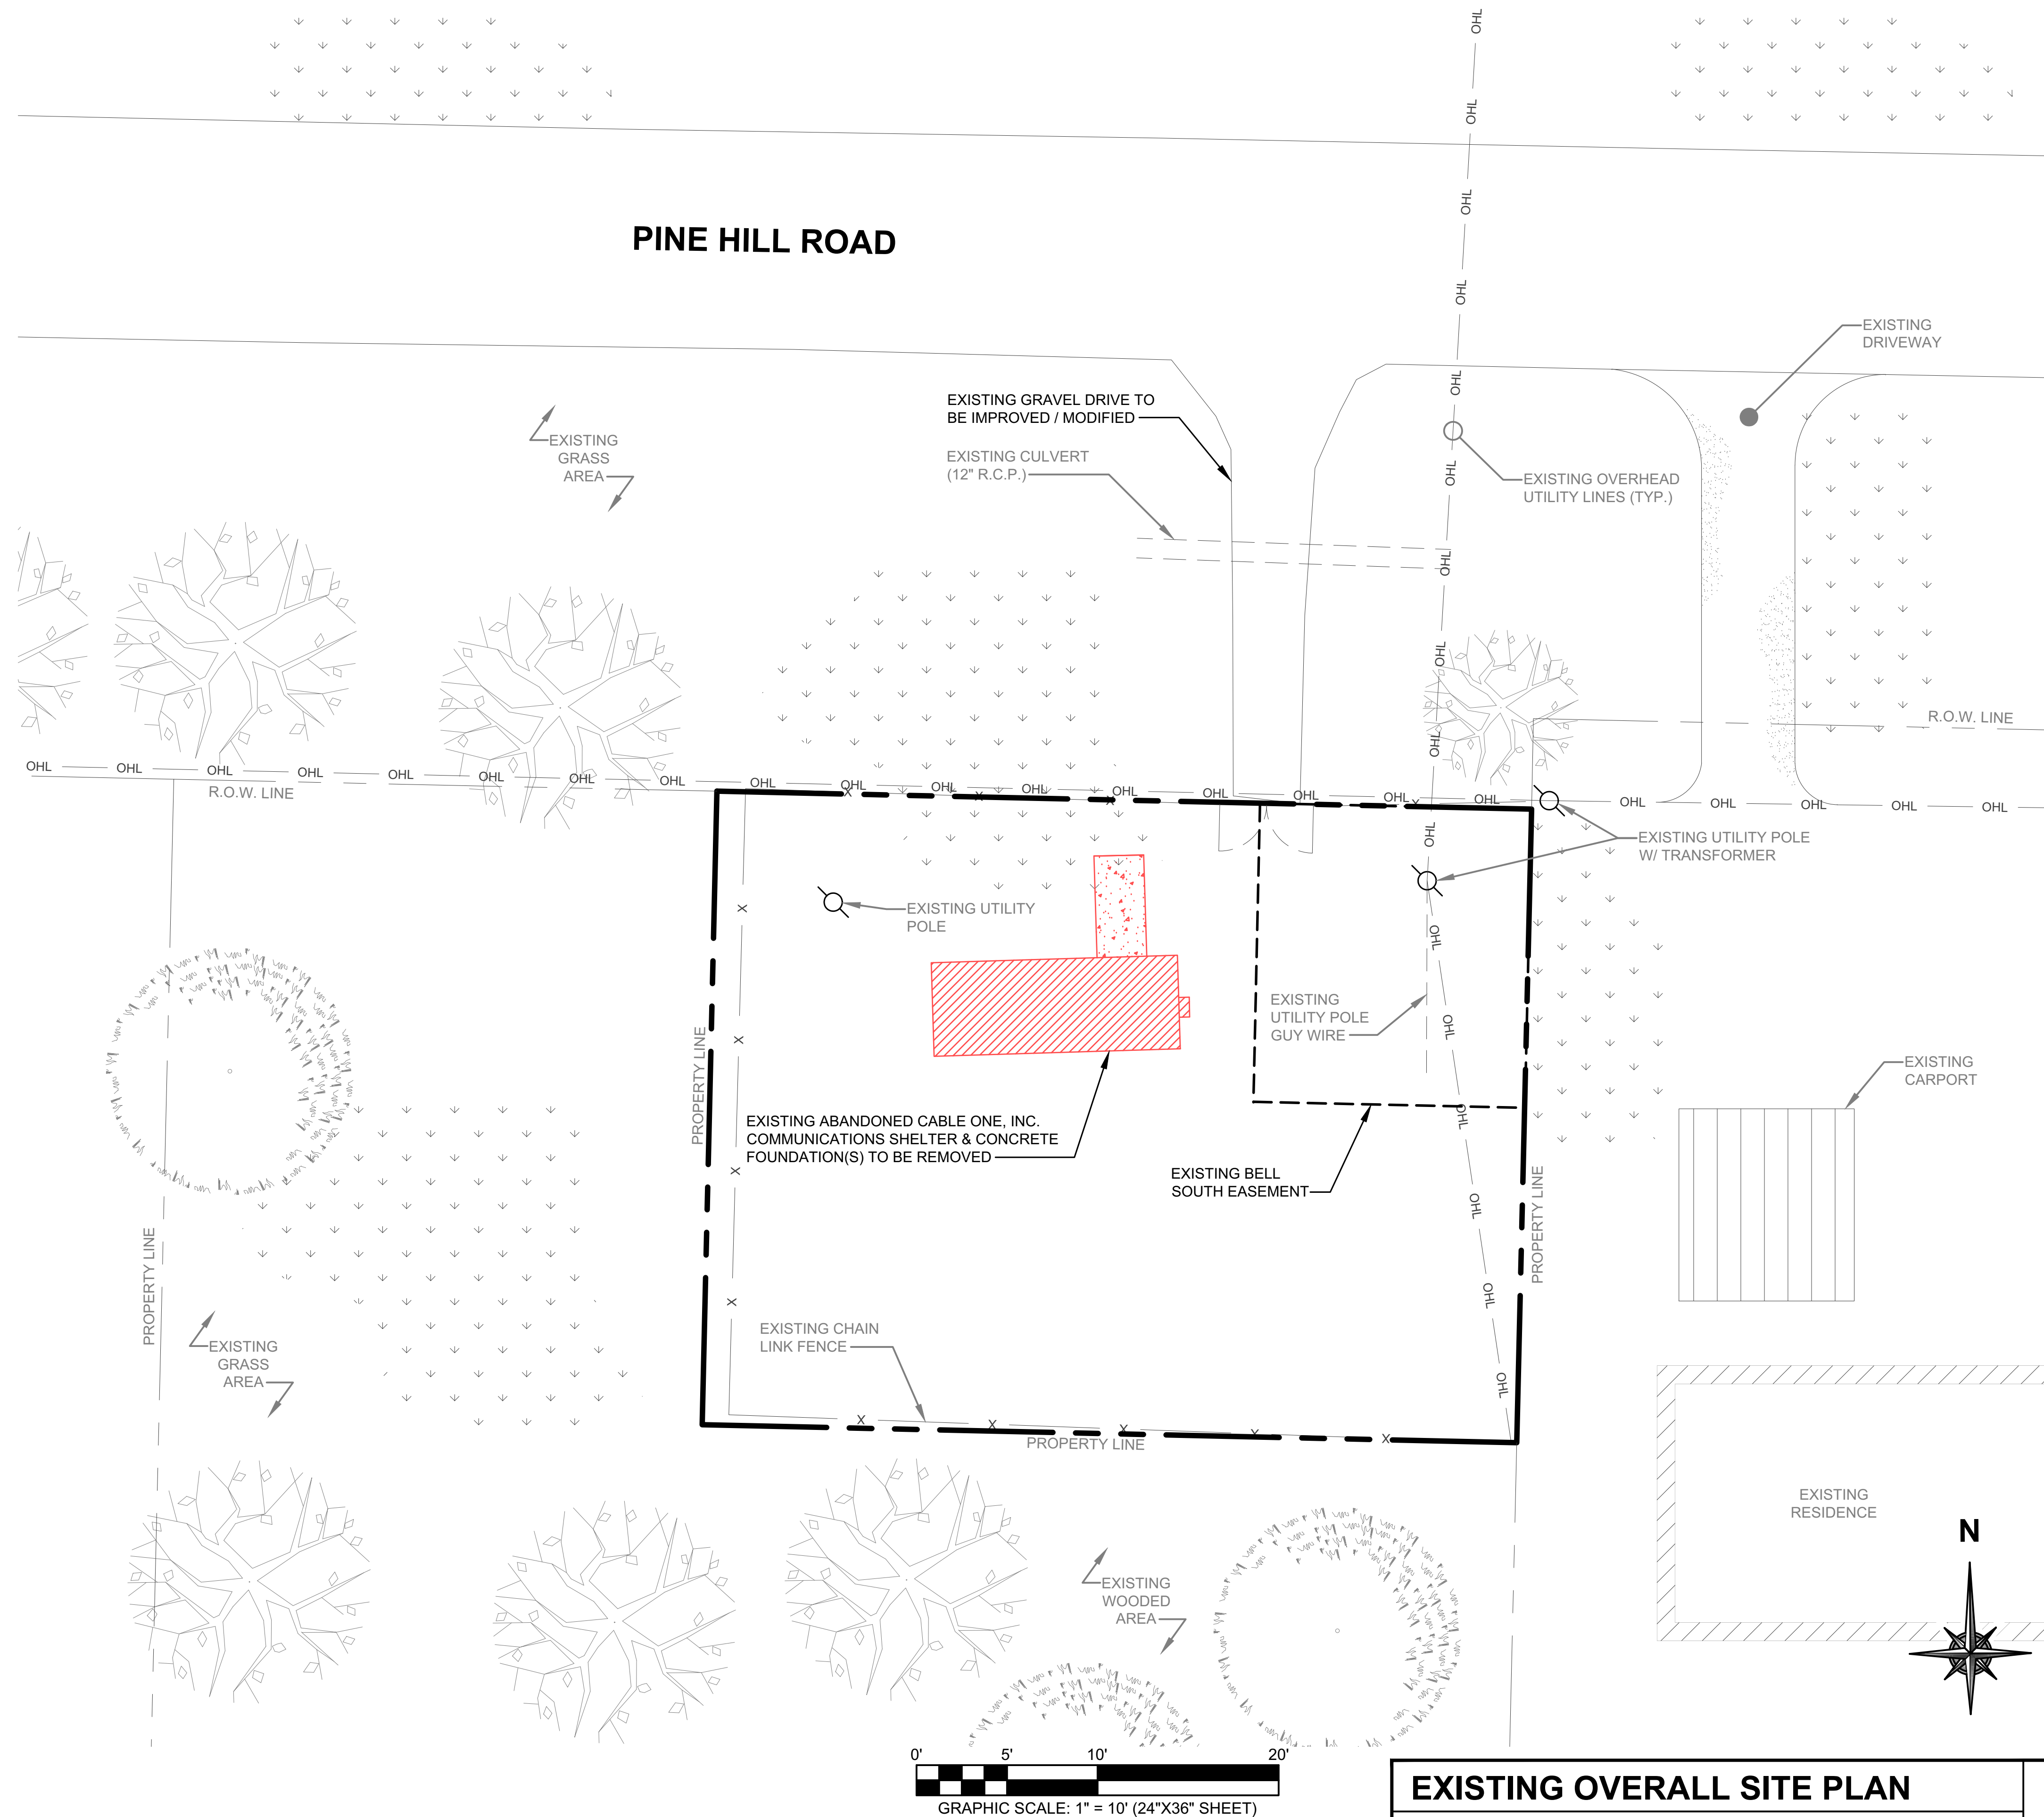 OHL
OHL
OHL
OHL
PINE HILL ROAD
EXISTING
DRIVEWAY
OHL
EXISTING GRAVEL DRIVE TO
BE IMPROVED / MODIFIED
EXISTING CULVERT
(12" R.C.P.)
EXISTING
GRASS
AREA
OHL
EXISTING OVERHEAD
UTILITY LINES (TYP.)
OHL
OHL
OHL
R.O.W. LINE
OHL OHL OHL OHL OHL OHL OHL OHL OHL OHL OHL OHL OHL OHL OHL OHL OHL OHL OHL OHL OHL OHL
R.O.W. LINE
X X X X
OHL
EXISTING UTILITY POLE
W/ TRANSFORMER
EXISTING UTILITY
POLE
X
OHL
EXISTING
UTILITY POLE
GUY WIRE
OHL
X
PROPERTY LINE
EXISTING
CARPORT
EXISTING ABANDONED CABLE ONE, INC.
COMMUNICATIONS SHELTER & CONCRETE
FOUNDATION(S) TO BE REMOVED
OHL
X
EXISTING BELL
SOUTH EASEMENT
OHL
PROPERTY LINE
PROPERTY LINE
X
OHL
EXISTING
GRASS
AREA
EXISTING CHAIN
LINK FENCE
OHL
X X X X X
PROPERTY LINE
EXISTING
RESIDENCE
N
EXISTING
WOODED
AREA
0' 5' 10' 20'
GRAPHIC SCALE: 1" = 10' (24"X36" SHEET)
EXISTING OVERALL SITE PLAN